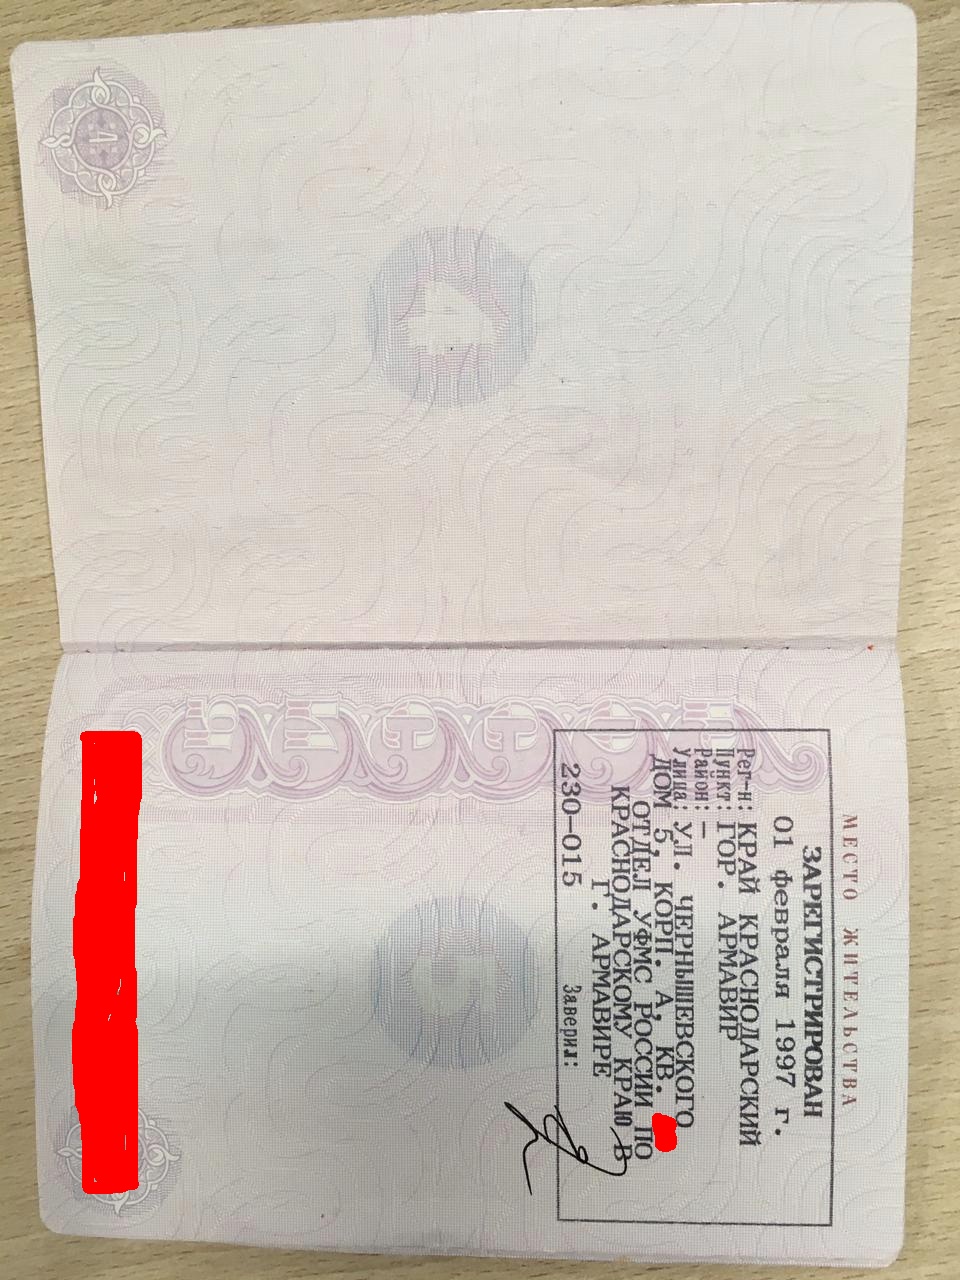 4
МЕСТО ЖИТЕЛЬСТВА
ЗАРЕГИСТРИРОВАН
01 февраля 1997 г.
Рег-н: КРАЙ КРАСНОДАРСКИЙ
Пункт: ГОР. АРМАВИР
Район: –
Улица: УЛ. ЧЕРНЫШЕВСКОГО
ДОМ 5, КОРП. А, КВ.
ОТДЕЛ УФМС РОССИИ ПО
КРАСНОДАРСКОМУ КРАЮ В
Г. АРМАВИРЕ
230-015 Заверил:
РОССИЯ
5